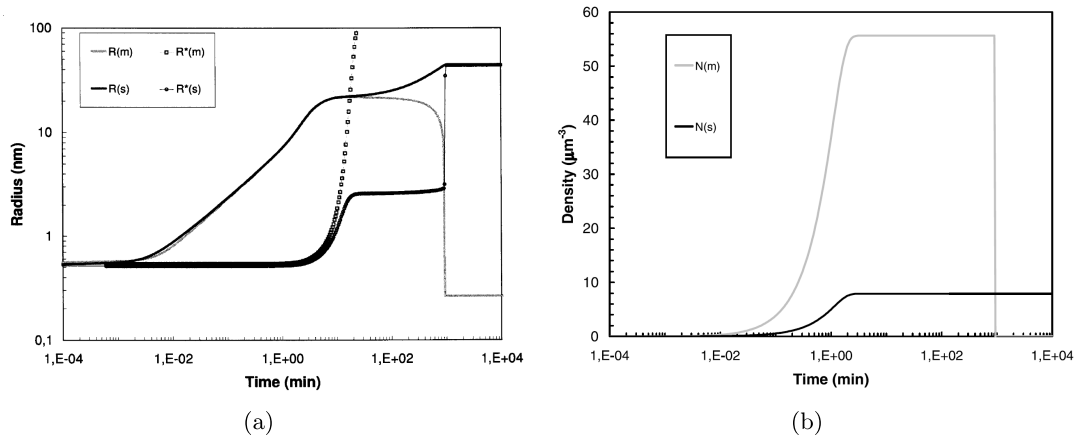 100
10
1
0,1
Radius (nm)
R(m) R*(m)
R(s) R*(s)
1,E-04 1,E-02 1,E+00 1,E+02 1,E+04
Time (min)
(a)
60
50
40
30
20
10
0
Density (µm-3)
N(m)
N(s)
1,E-04 1,E-02 1,E+00 1,E+02 1,E+04
Time (min)
(b)